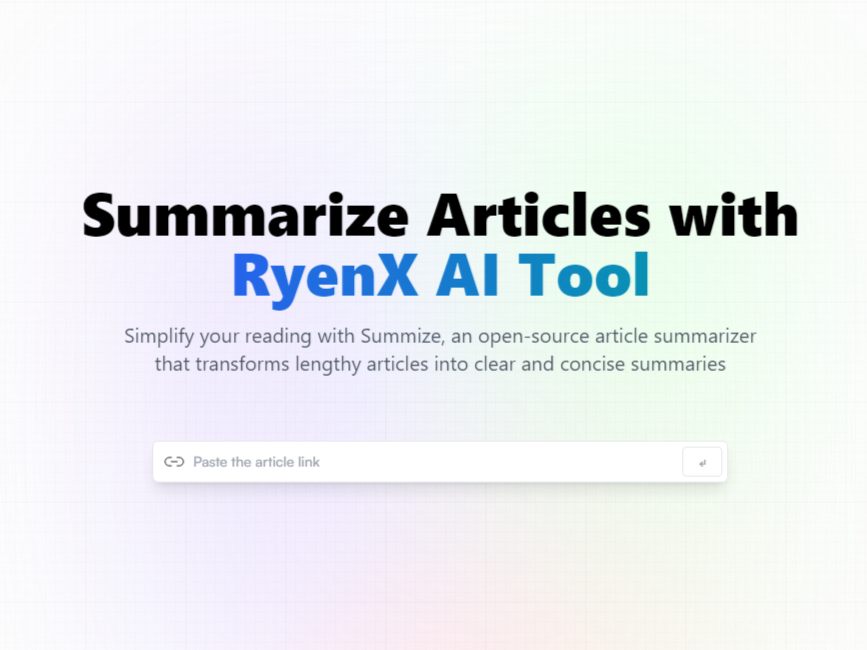 Summarize Articles with
RyenX AI Tool
Simplify your reading with Summize, an open-source article summarizer
that transforms lengthy articles into clear and concise summaries
Paste the article link
↵